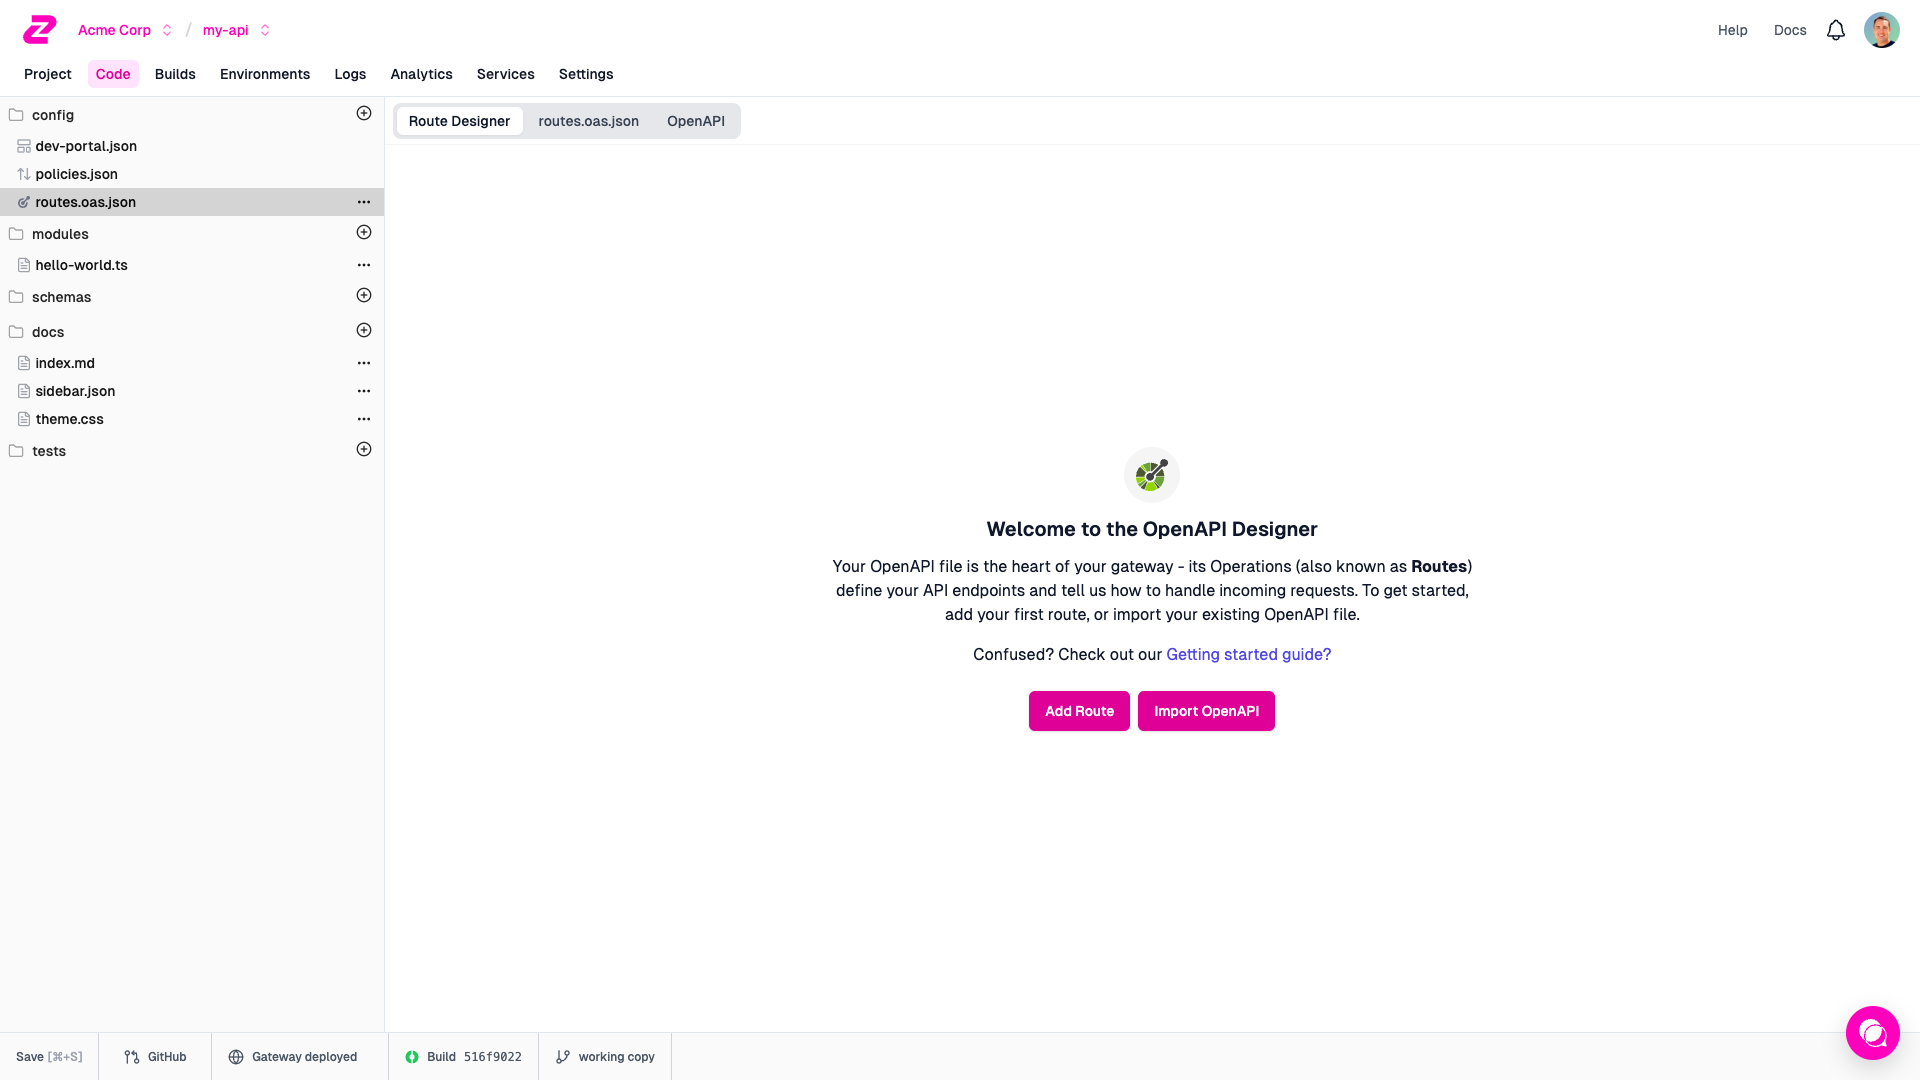 Acme Corp / my-api
Help
Docs
Project
Code
Builds
Environments
Logs
Analytics
Services
Settings
config
dev-portal.json
policies.json
routes.oas.json
modules
hello-world.ts
schemas
docs
index.md
sidebar.json
theme.css
tests
Route Designer
routes.oas.json
OpenAPI
Welcome to the OpenAPI Designer
Your OpenAPI file is the heart of your gateway - its Operations (also known as Routes)
define your API endpoints and tell us how to handle incoming requests. To get started,
add your first route, or import your existing OpenAPI file.
Confused? Check out our Getting started guide?
Add Route
Import OpenAPI
Save [⌘+S]
GitHub
Gateway deployed
Build 516f9022
working copy